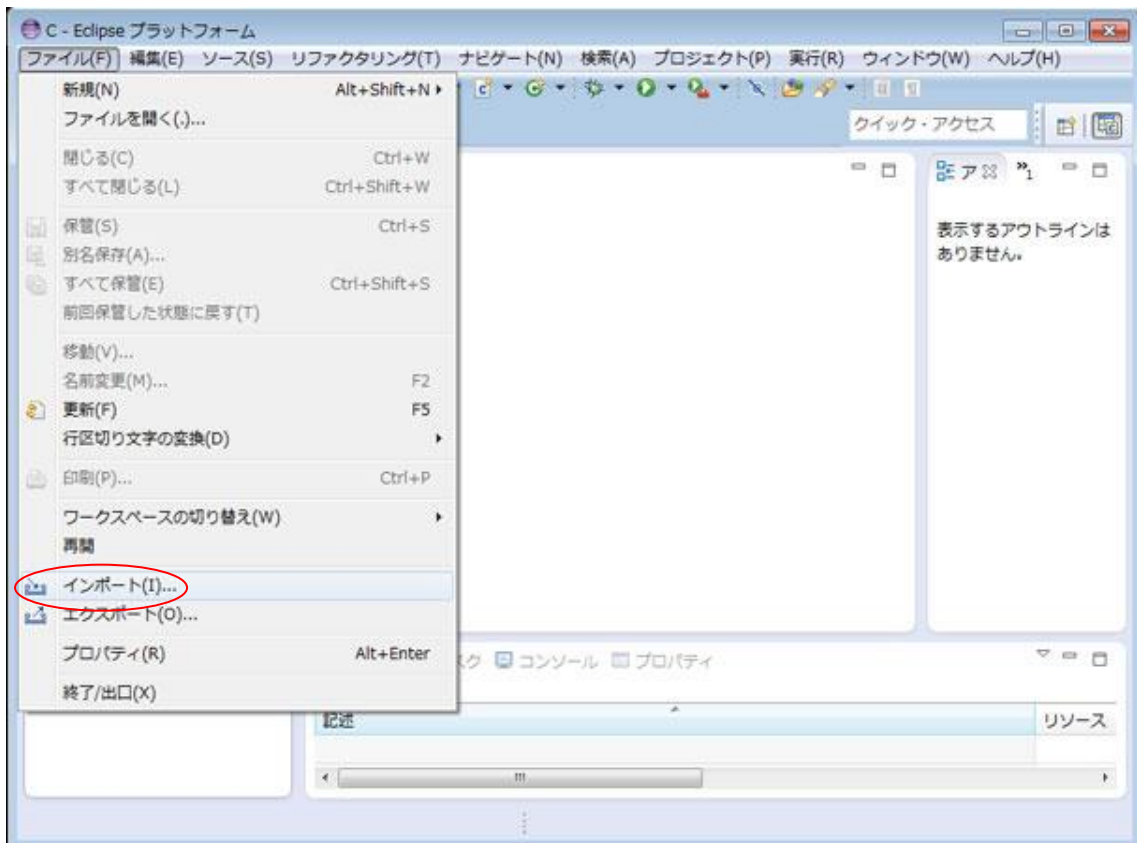 C - Eclipse プラットフォーム
ファイル(F) 編集(E) ソース(S) リファクタリング(T) ナビゲート(N) 検索(A) プロジェクト(P) 実行(R) ウィンドウ(W) ヘルプ(H)
新規(N) Alt+Shift+N
ファイルを開く(.)...
クイック・アクセス
閉じる(C) Ctrl+W
すべて閉じる(L) Ctrl+Shift+W
ア
1
保管(S) Ctrl+S
別名保存(A)...
すべて保管(E) Ctrl+Shift+S
前回保管した状態に戻す(T)
表示するアウトラインは
ありません。
移動(V)...
名前変更(M)... F2
更新(F) F5
行区切り文字の変換(D)
印刷(P)... Ctrl+P
ワークスペースの切り替え(W)
再開
インポート(I)...
エクスポート(O)...
プロパティ(R) Alt+Enter
終了/出口(X)
スク コンソール プロパティ
記述 リソース